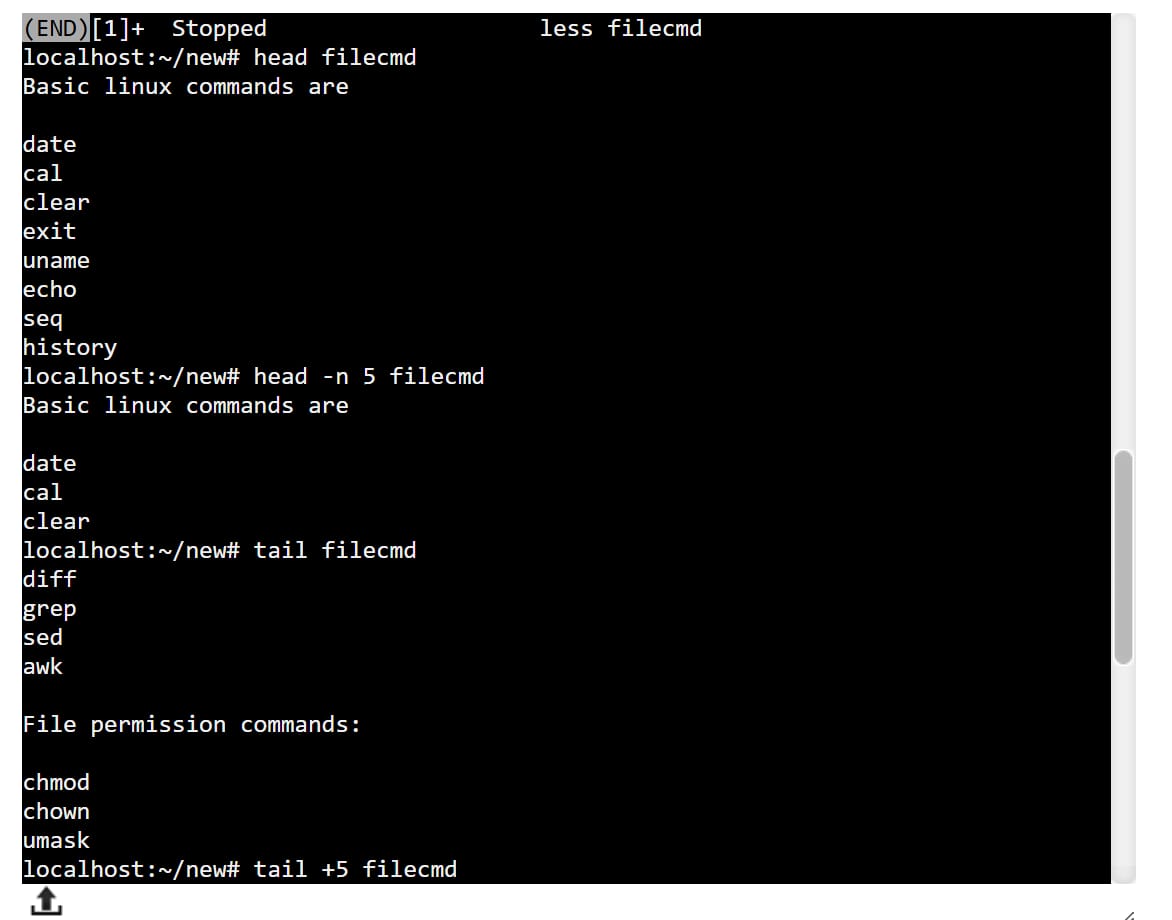 (END)[1]+  Stopped                    less filecmd
localhost:~/new# head filecmd
Basic linux commands are

date
cal
clear
exit
uname
echo
seq
history
localhost:~/new# head -n 5 filecmd
Basic linux commands are

date
cal
clear
localhost:~/new# tail filecmd
diff
grep
sed
awk

File permission commands:

chmod
chown
umask
localhost:~/new# tail +5 filecmd